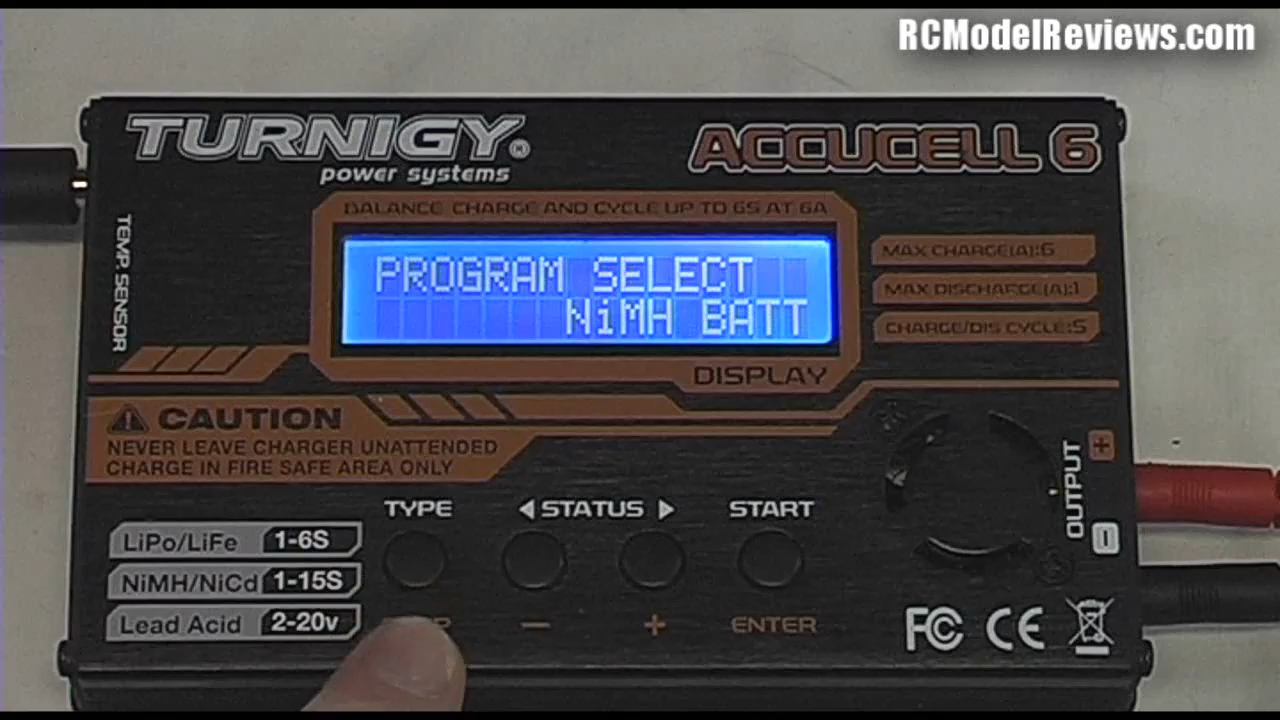 RCModelReviews.com
TURNIGY®
power systems
ACCUCELL 6
BALANCE CHARGE AND CYCLE UP TO 6S AT 6A
TEMP. SENSOR
PROGRAM SELECT
NiMH BATT
MAX CHARGE(A):6
MAX DISCHARGE(A):1
CHARGE/DIS CYCLE:5
DISPLAY
CAUTION
NEVER LEAVE CHARGER UNATTENDED
CHARGE IN FIRE SAFE AREA ONLY
OUTPUT
TYPE ◀ STATUS ▶ START
LiPo/LiFe 1-6S
NiMH/NiCd 1-15S
Lead Acid 2-20v
− + ENTER
FC CE